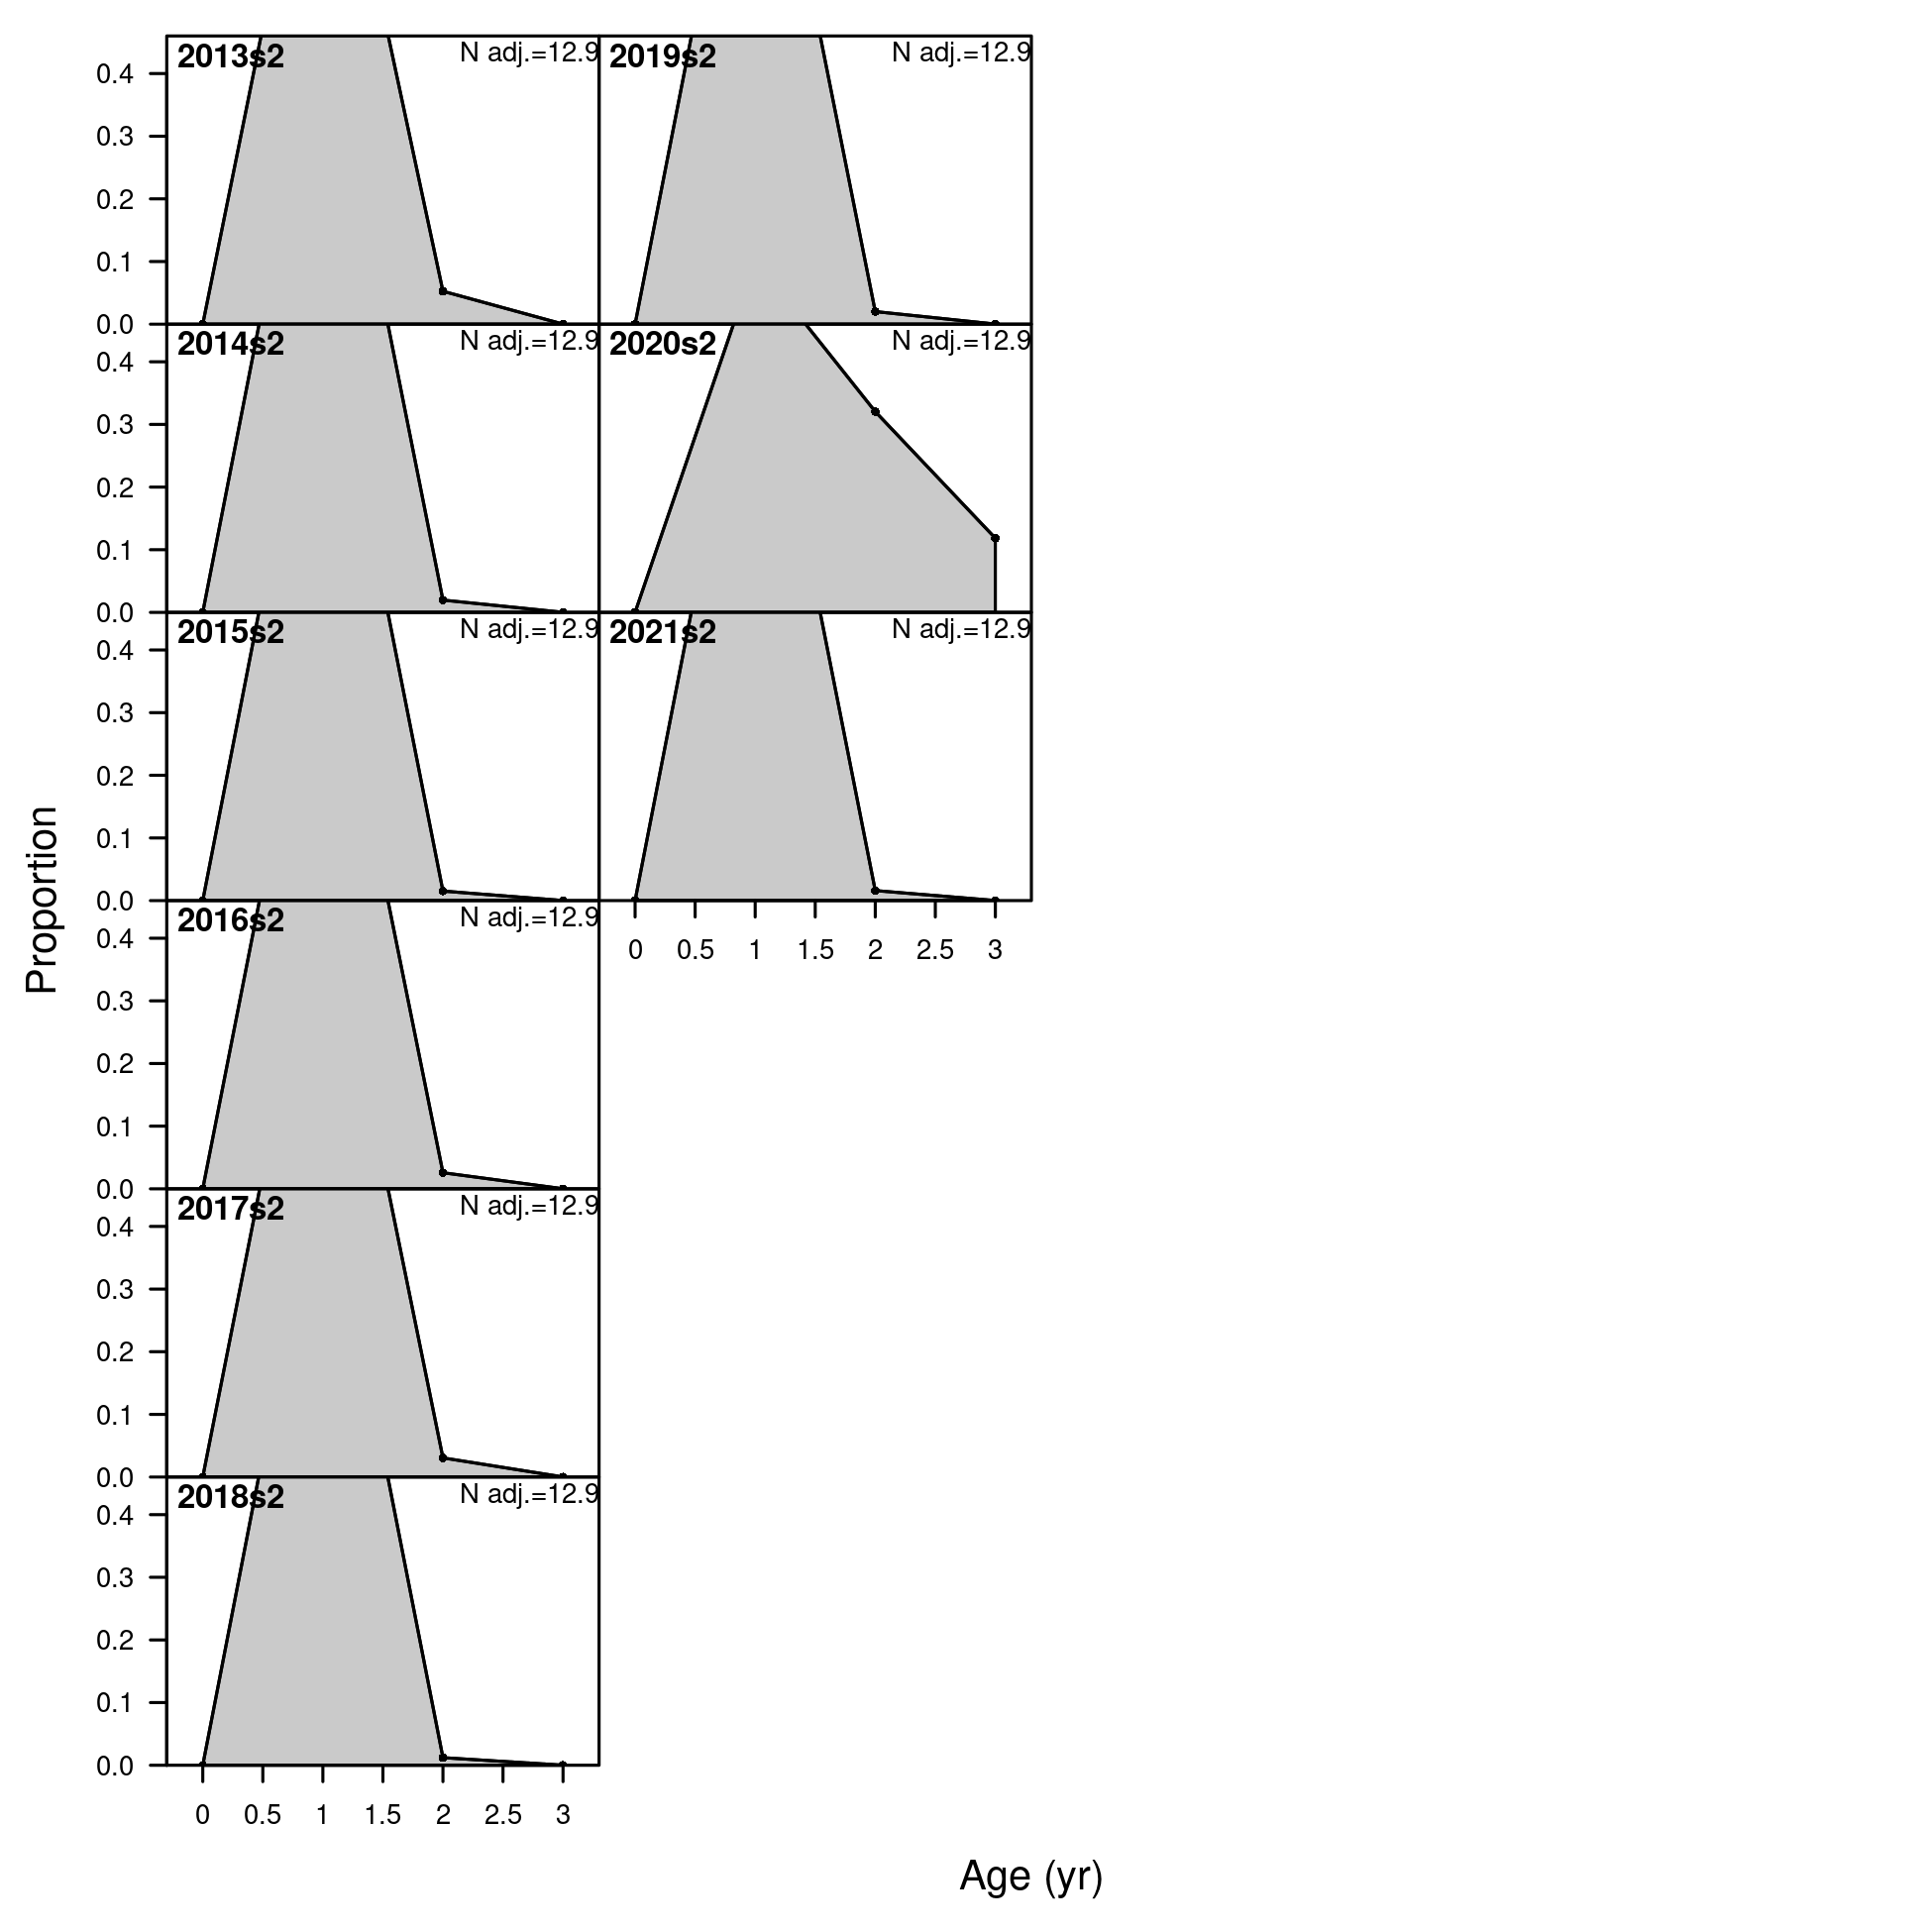 Proportion
2013s2 N adj.=12.9
0.4
0.3
0.2
0.1
0.0
2014s2 N adj.=12.9
0.4
0.3
0.2
0.1
0.0
2015s2 N adj.=12.9
0.4
0.3
0.2
0.1
0.0
2016s2 N adj.=12.9
0.4
0.3
0.2
0.1
0.0
2017s2 N adj.=12.9
0.4
0.3
0.2
0.1
0.0
2018s2 N adj.=12.9
0.4
0.3
0.2
0.1
0.0
0 0.5 1 1.5 2 2.5 3
2019s2 N adj.=12.9
2020s2 N adj.=12.9
2021s2 N adj.=12.9
0 0.5 1 1.5 2 2.5 3
Age (yr)